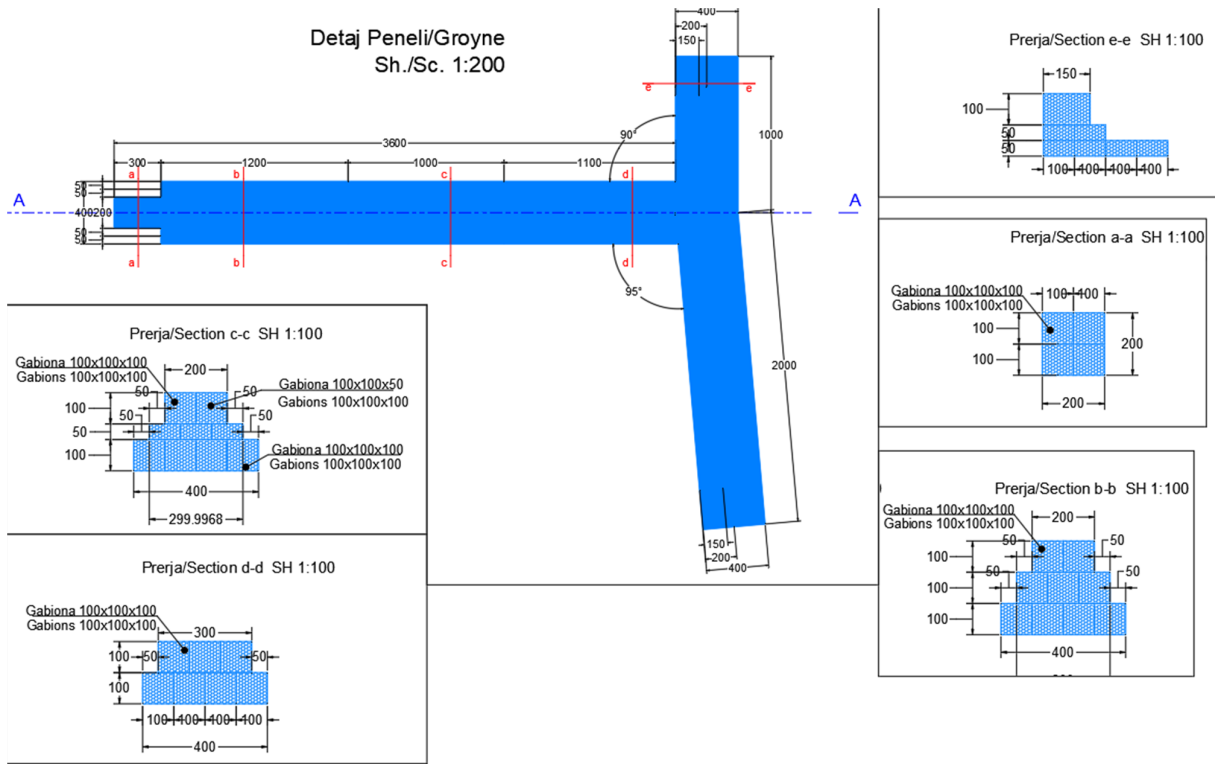 Detaj Peneli/Groyne
Sh./Sc. 1:200
400
200
150
e
e
90°
1000
3600
300
1200
1000
1100
a
b
c
d
50
50
A
A
400200
50
50
a
b
c
d
95°
2000
150
200
400
Prerja/Section e-e SH 1:100
150
100
50
50
100
400
400
400
Prerja/Section a-a SH 1:100
Gabiona 100x100x100
Gabions 100x100x100
100
400
100
100
200
200
Prerja/Section c-c SH 1:100
Gabiona 100x100x100
Gabions 100x100x100
200
Gabiona 100x100x50
Gabions 100x100x100
50
50
100
50
50
50
100
Gabiona 100x100x100
Gabions 100x100x100
400
299.9968
Prerja/Section b-b SH 1:100
Gabiona 100x100x100
Gabions 100x100x100
200
50
50
100
50
50
100
100
400
Prerja/Section d-d SH 1:100
Gabiona 100x100x100
Gabions 100x100x100
300
100
50
50
100
100
400
400
400
400